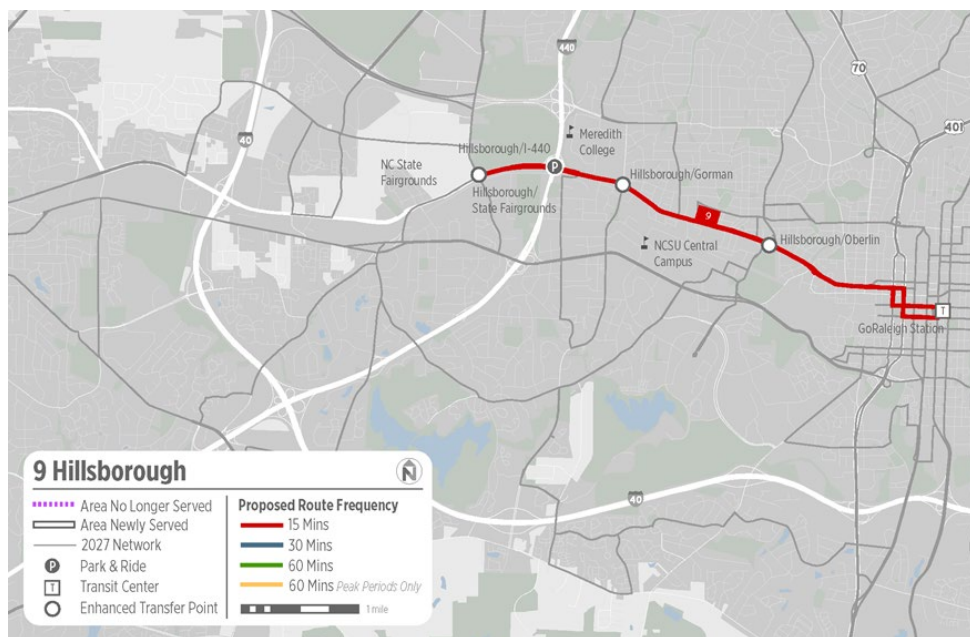 440
70
401
40
Meredith
College
Hillsborough/I-440
NC State
Fairgrounds
Hillsborough/
State Fairgrounds
Hillsborough/Gorman
9
NCSU Central
Campus
Hillsborough/Oberlin
T
GoRaleigh Station
P
40
9 Hillsborough
N
Area No Longer Served
Area Newly Served
2027 Network
P Park & Ride
T Transit Center
Enhanced Transfer Point
Proposed Route Frequency
15 Mins
30 Mins
60 Mins
60 Mins Peak Periods Only
1 mile